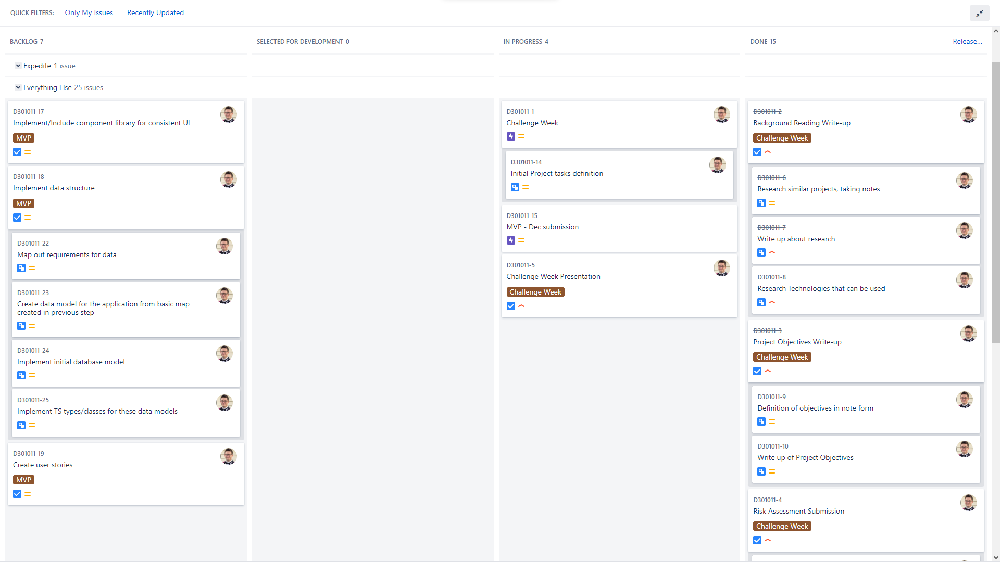 QUICK FILTERS: Only My Issues Recently Updated
BACKLOG 7
SELECTED FOR DEVELOPMENT 0
IN PROGRESS 4
DONE 15
Release...
Expedite 1 issue
Everything Else 25 issues
D301011-17
Implement/Include component library for consistent UI
MVP
D301011-18
Implement data structure
MVP
D301011-22
Map out requirements for data
D301011-23
Create data model for the application from basic map
created in previous step
D301011-24
Implement initial database model
D301011-25
Implement TS types/classes for these data models
D301011-19
Create user stories
MVP
D301011-1
Challenge Week
D301011-14
Initial Project tasks definition
D301011-15
MVP - Dec submission
D301011-5
Challenge Week Presentation
Challenge Week
D301011-2
Background Reading Write-up
Challenge Week
D301011-6
Research similar projects, taking notes
D301011-7
Write up about research
D301011-8
Research Technologies that can be used
D301011-3
Project Objectives Write-up
Challenge Week
D301011-9
Definition of objectives in note form
D301011-10
Write up of Project Objectives
D301011-4
Risk Assessment Submission
Challenge Week